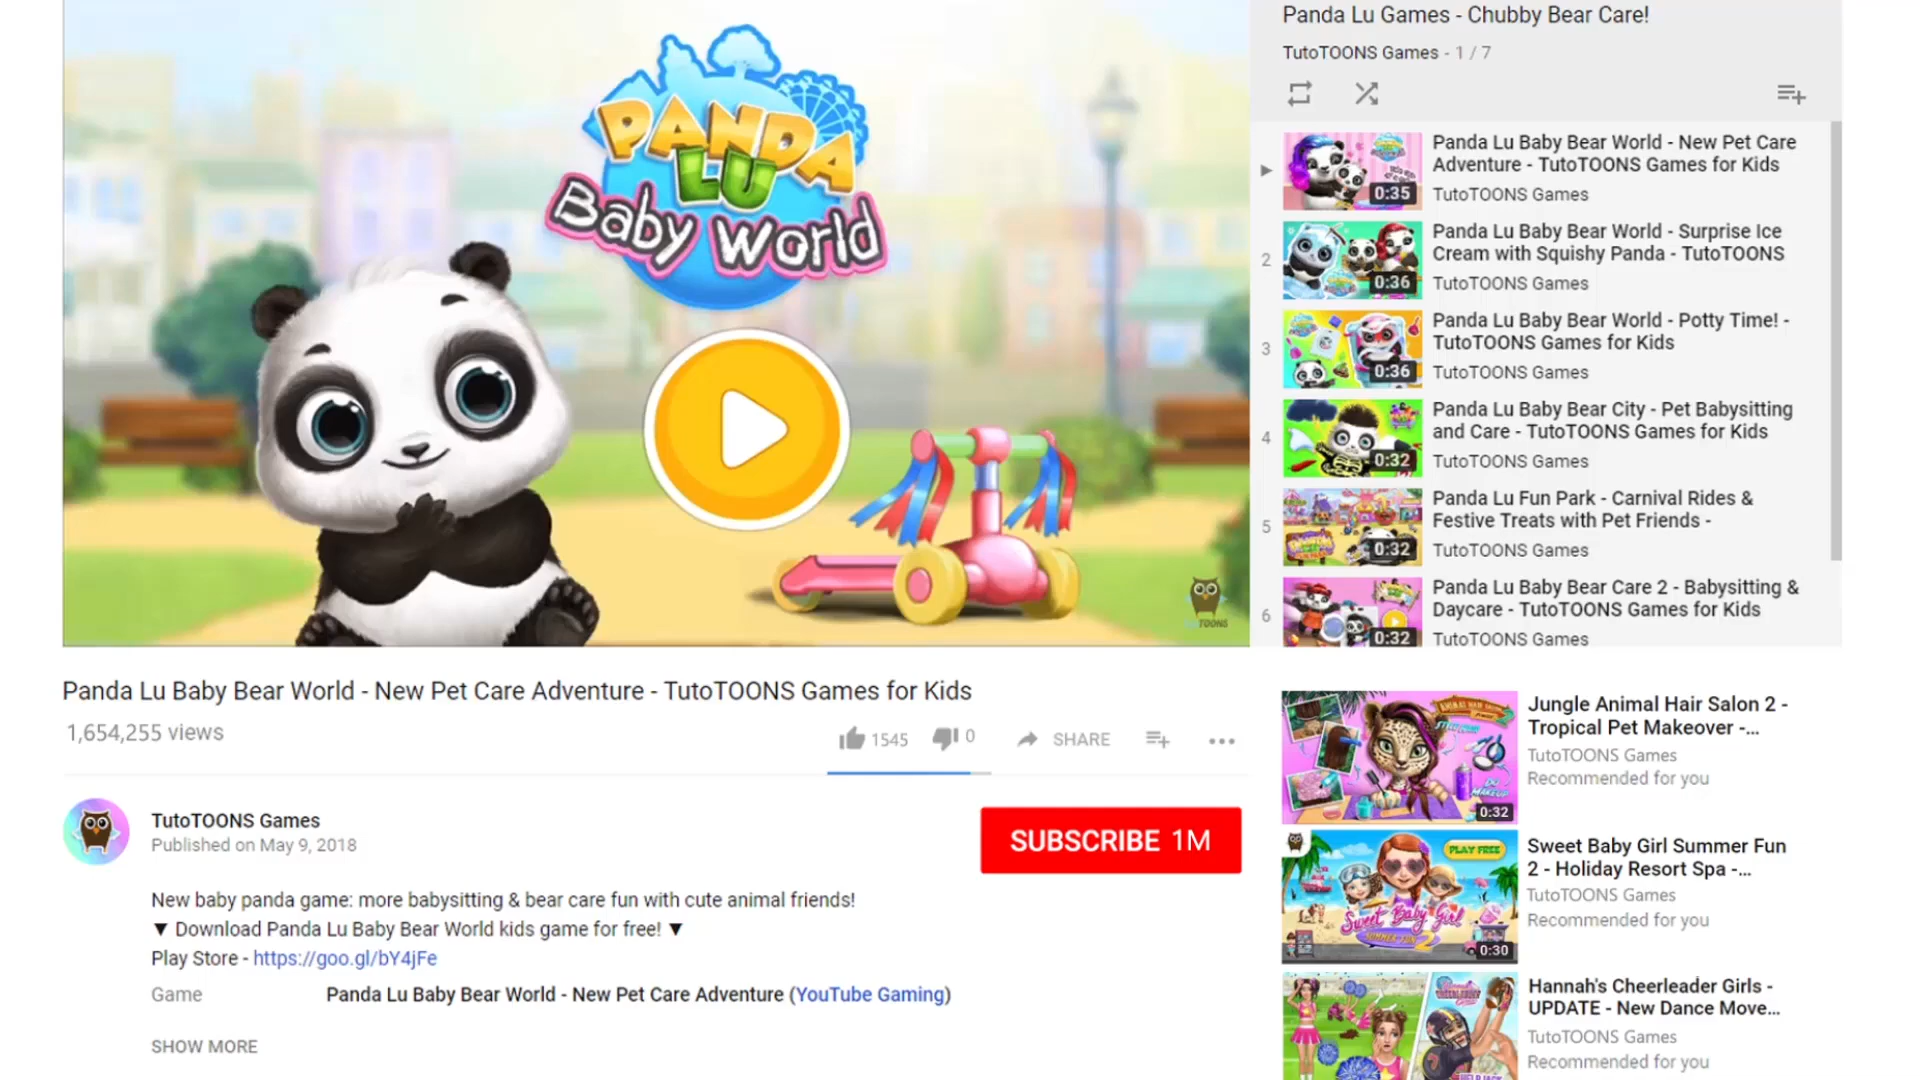 PANDA
LU
Baby World
TOONS
Panda Lu Games - Chubby Bear Care!
TutoTOONS Games - 1 / 7
Panda Lu Baby Bear World - New Pet Care
Adventure - TutoTOONS Games for Kids
TutoTOONS Games
0:35
2
Panda Lu Baby Bear World - Surprise Ice
Cream with Squishy Panda - TutoTOONS
TutoTOONS Games
0:36
3
Panda Lu Baby Bear World - Potty Time! -
TutoTOONS Games for Kids
TutoTOONS Games
0:36
4
Panda Lu Baby Bear City - Pet Babysitting
and Care - TutoTOONS Games for Kids
TutoTOONS Games
0:32
5
Panda Lu Fun Park - Carnival Rides &
Festive Treats with Pet Friends -
TutoTOONS Games
0:32
6
Panda Lu Baby Bear Care 2 - Babysitting &
Daycare - TutoTOONS Games for Kids
TutoTOONS Games
0:32
Panda Lu Baby Bear World - New Pet Care Adventure - TutoTOONS Games for Kids
1,654,255 views
1545
0
SHARE
TutoTOONS Games
Published on May 9, 2018
SUBSCRIBE 1M
New baby panda game: more babysitting & bear care fun with cute animal friends!
▼ Download Panda Lu Baby Bear World kids game for free! ▼
Play Store - https://goo.gl/bY4jFe
Game Panda Lu Baby Bear World - New Pet Care Adventure (YouTube Gaming)
SHOW MORE
Jungle Animal Hair Salon 2 -
Tropical Pet Makeover -...
TutoTOONS Games
Recommended for you
0:32
PLAY FREE
Sweet Baby Girl
SUMMER FUN 2
0:30
Sweet Baby Girl Summer Fun
2 - Holiday Resort Spa -...
TutoTOONS Games
Recommended for you
Hannah's Cheerleader Girls -
UPDATE - New Dance Move...
TutoTOONS Games
Recommended for you